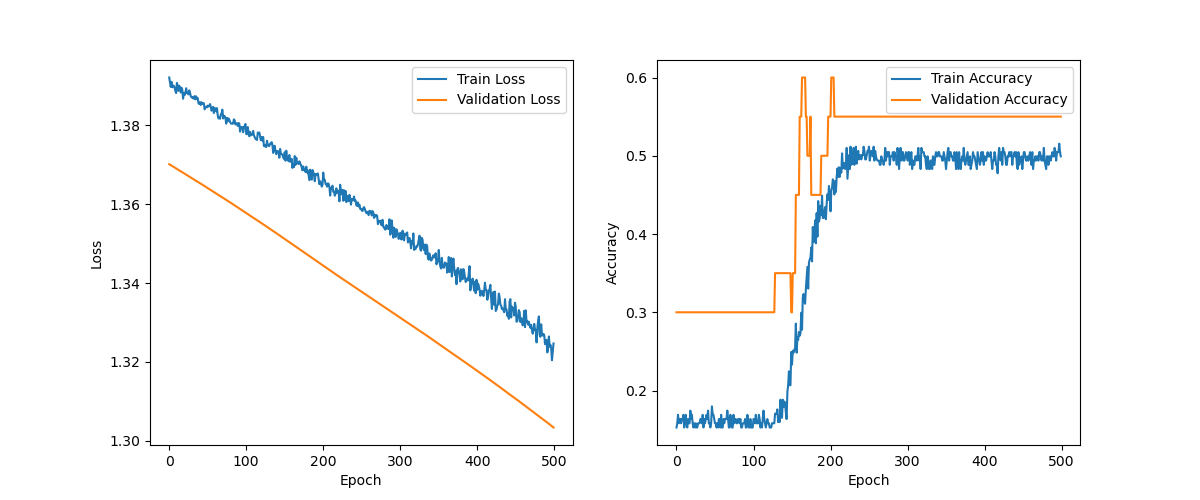 Train Loss
Validation Loss
1.38
1.36
1.34
1.32
1.30
Loss
0
100
200
300
400
500
Epoch
Train Accuracy
Validation Accuracy
0.6
0.5
0.4
0.3
0.2
Accuracy
0
100
200
300
400
500
Epoch